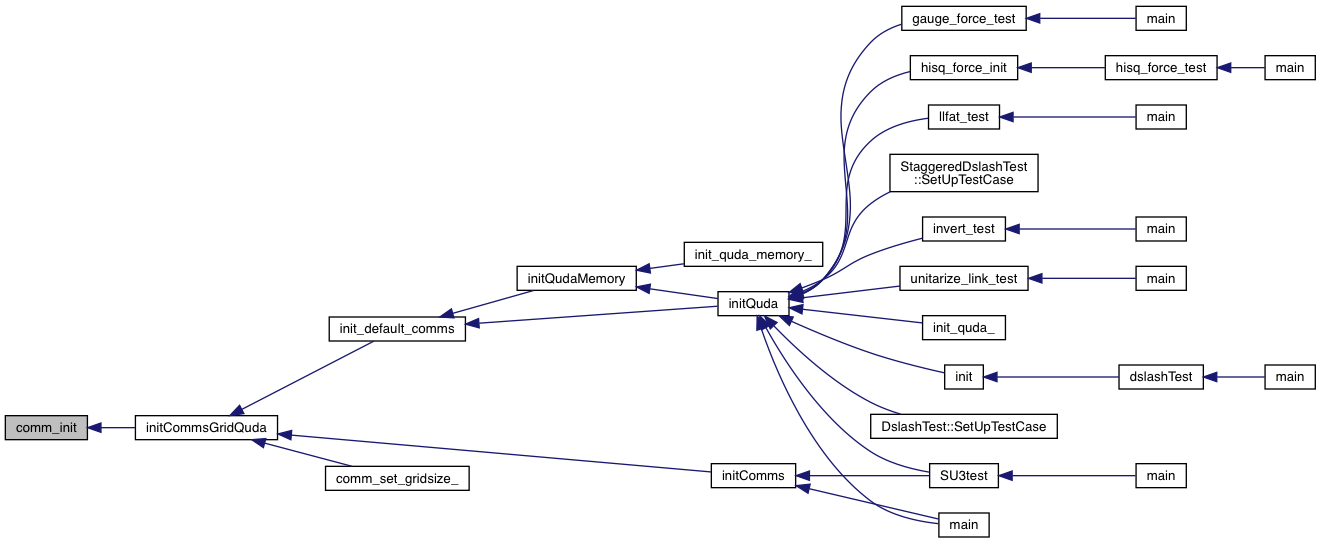 gauge_force_test
main
hisq_force_init
hisq_force_test
main
llfat_test
main
StaggeredDslashTest
::SetUpTestCase
invert_test
main
init_quda_memory_
initQudaMemory
unitarize_link_test
main
initQuda
init_default_comms
init_quda_
init
dslashTest
main
comm_init
initCommsGridQuda
DslashTest::SetUpTestCase
comm_set_gridsize_
initComms
SU3test
main
main